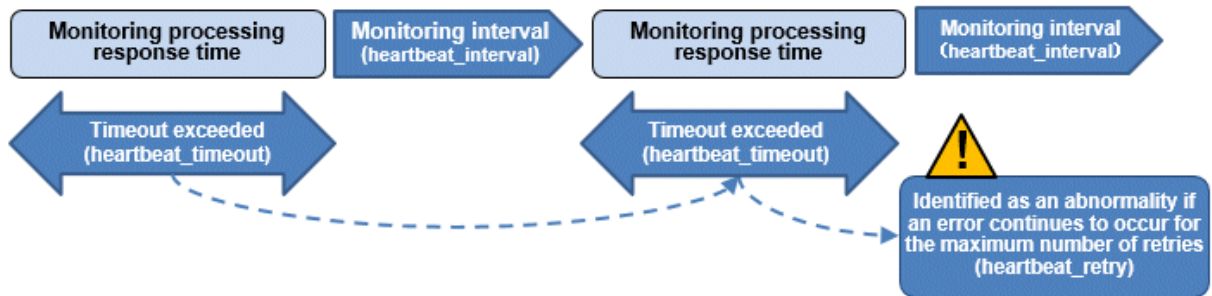 Monitoring processing
response time
Monitoring interval
(heartbeat_interval)
Monitoring processing
response time
Monitoring interval
(heartbeat_interval)
Timeout exceeded
(heartbeat_timeout)
Timeout exceeded
(heartbeat_timeout)
!
Identified as an abnormality if
an error continues to occur for
the maximum number of retries
(heartbeat_retry)